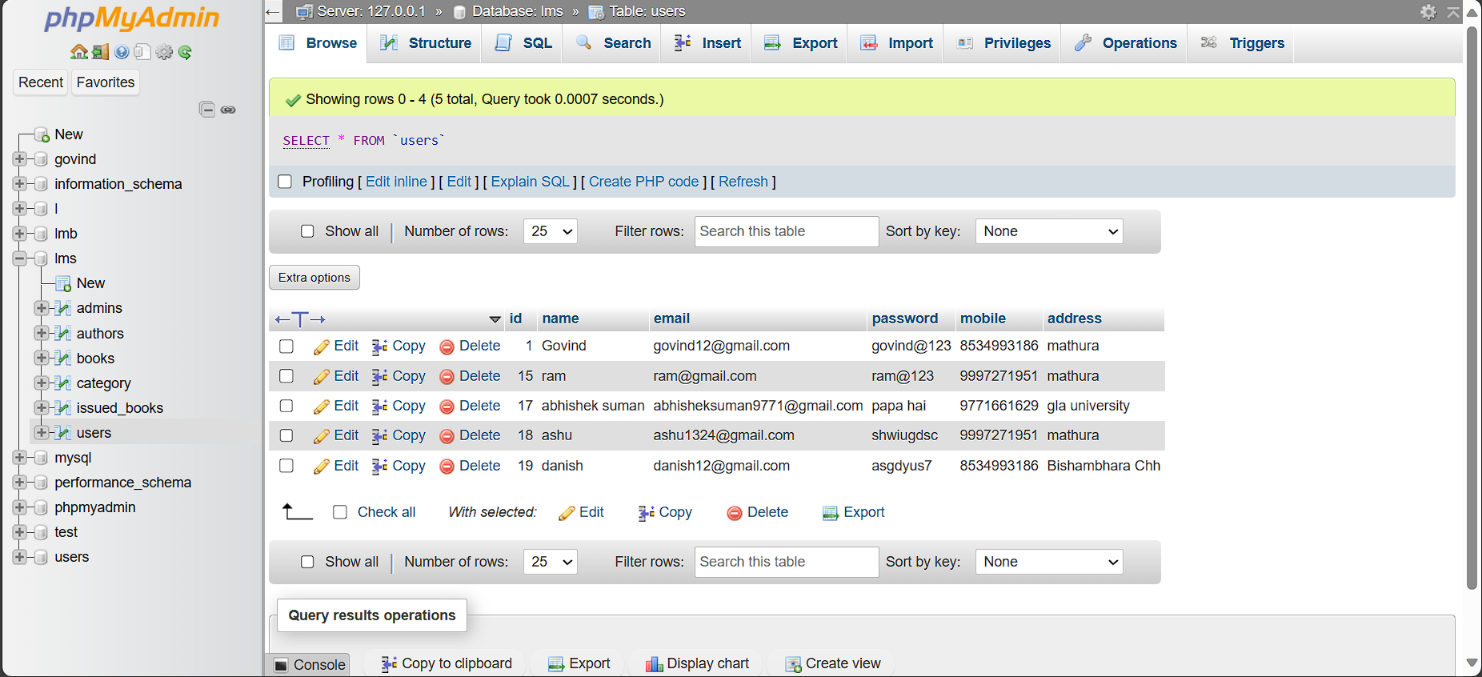 phpMyAdmin
Recent Favorites
New
govind
information_schema
l
lmb
lms
New
admins
authors
books
category
issued_books
users
mysql
performance_schema
phpmyadmin
test
users
Server: 127.0.0.1 » Database: lms » Table: users
Browse Structure SQL Search Insert Export Import Privileges Operations Triggers
Showing rows 0 - 4 (5 total, Query took 0.0007 seconds.)
SELECT * FROM `users`
Profiling [ Edit inline ] [ Edit ] [ Explain SQL ] [ Create PHP code ] [ Refresh ]
Show all | Number of rows: 25 Filter rows: Search this table Sort by key: None
Extra options
←T→ id name email password mobile address
Edit Copy Delete 1 Govind govind12@gmail.com govind@123 8534993186 mathura
Edit Copy Delete 15 ram ram@gmail.com ram@123 9997271951 mathura
Edit Copy Delete 17 abhishek suman abhisheksuman9771@gmail.com papa hai 9771661629 gla university
Edit Copy Delete 18 ashu ashu1324@gmail.com shwiugdsc 9997271951 mathura
Edit Copy Delete 19 danish danish12@gmail.com asgdyus7 8534993186 Bishambhara Chh
Check all With selected: Edit Copy Delete Export
Show all | Number of rows: 25 Filter rows: Search this table Sort by key: None
Query results operations
Console Copy to clipboard Export Display chart Create view